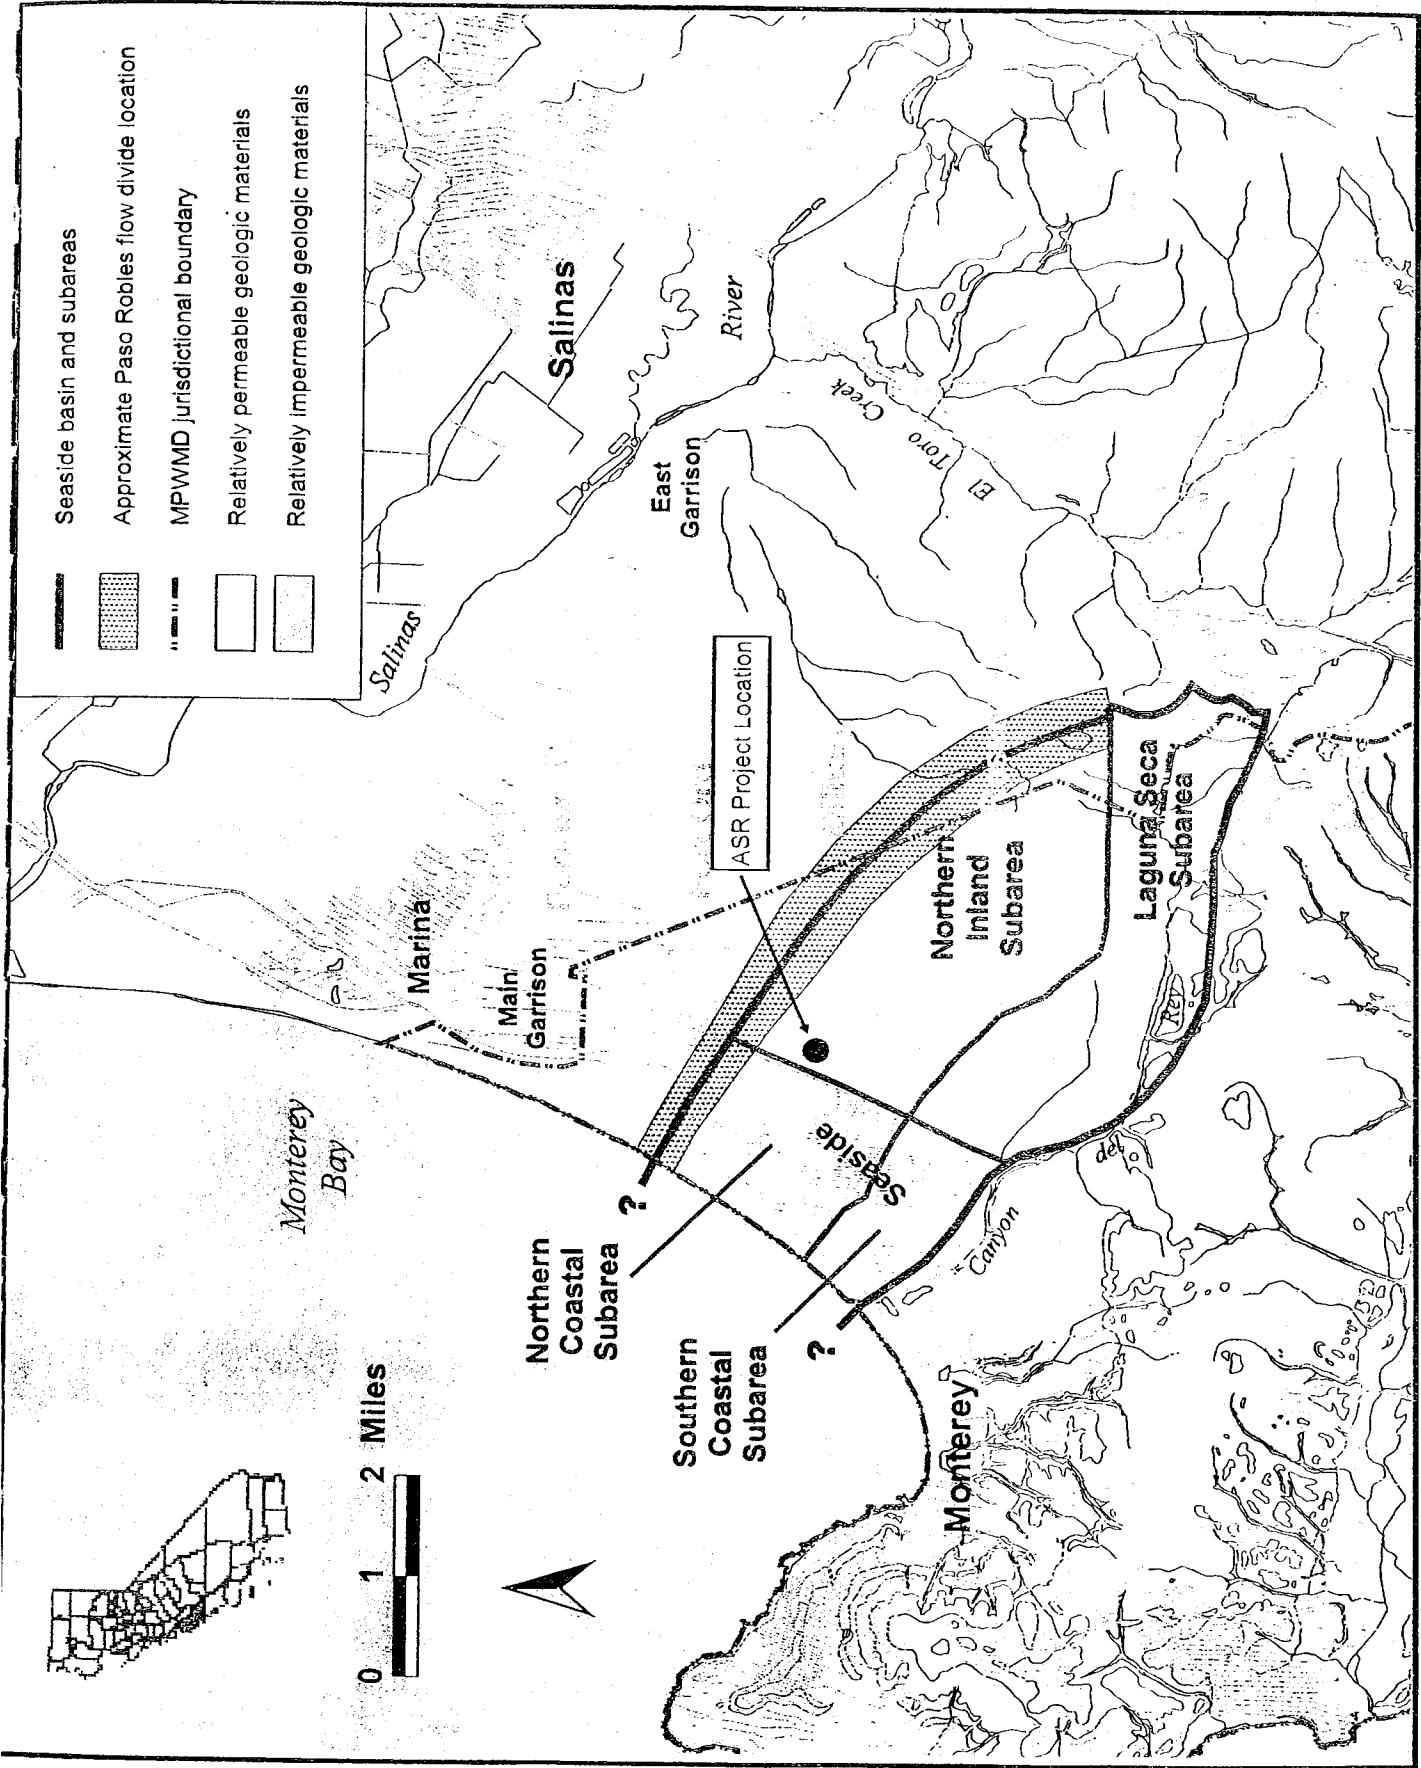 Seaside basin and subareas
Approximate Paso Robles flow divide location
MPWMD jurisdictional boundary
Relatively permeable geologic materials
Relatively impermeable geologic materials
0 1 2 Miles
Monterey
Bay
Marina
Main
Garrison
Salinas
Salinas
River
East
Garrison
El Toro Creek
ASR Project Location
?
Northern
Coastal
Subarea
Seaside
Northern
Inland
Subarea
Southern
Coastal
Subarea
?
Laguna Seca
Subarea
Canyon
del
Rey
Monterey